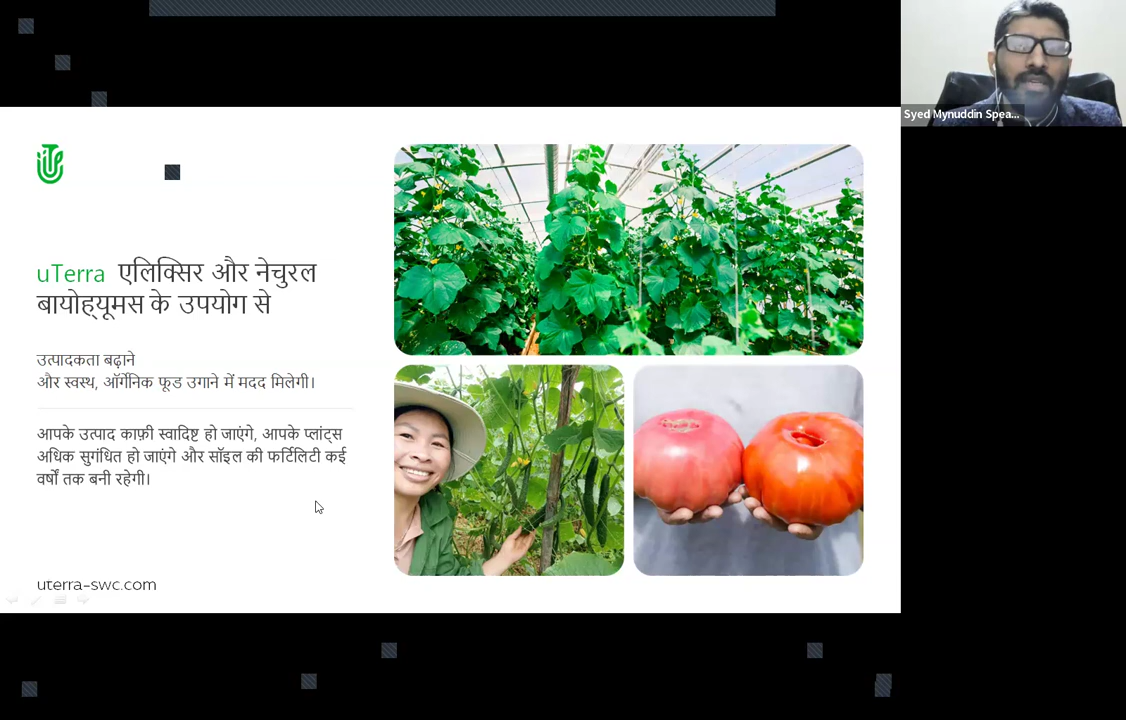 Syed Mynuddin Spea...
uTerra एलिक्सिर और नेचुरल
बायोह्यूमस के उपयोग से
उत्पादकता बढ़ाने
और स्वस्थ, ऑर्गेनिक फूड उगाने में मदद मिलेगी।
आपके उत्पाद काफ़ी स्वादिष्ट हो जाएंगे, आपके प्लांट्स
अधिक सुगंधित हो जाएंगे और सॉइल की फर्टिलिटी कई
वर्षों तक बनी रहेगी।
uterra-swc.com